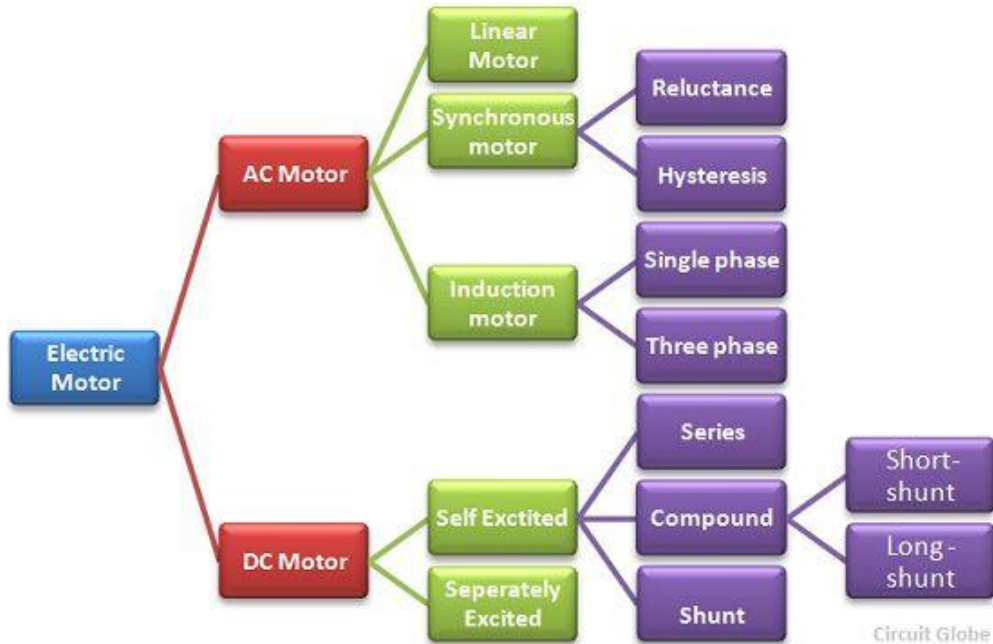 Linear
Motor
Synchronous
motor
Reluctance
Hysteresis
AC Motor
Induction
motor
Single phase
Three phase
Electric
Motor
DC Motor
Self Exctited
Seperately
Excited
Series
Compound
Shunt
Short-
shunt
Long -
shunt
Circuit Globe